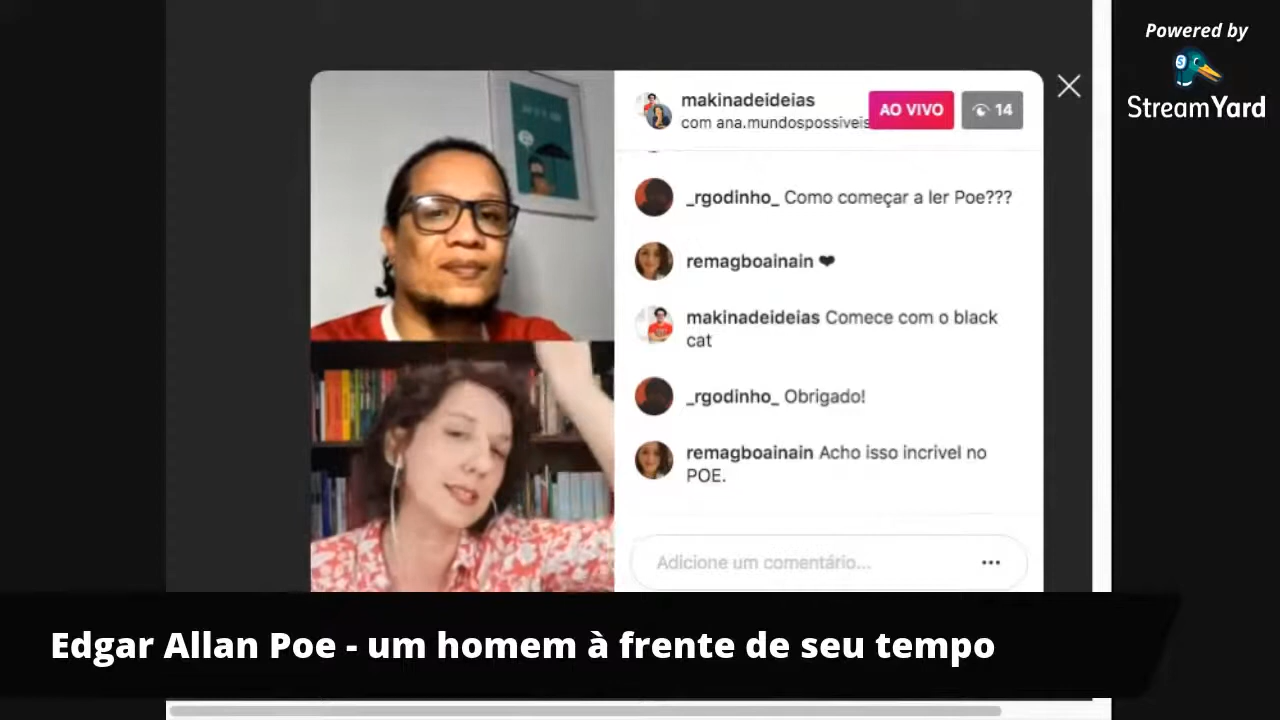 Powered by
StreamYard
makinadeideias
com ana.mundospossiveis
AO VIVO
14
_rgodinho_ Como começar a ler Poe???
remagboainain ❤
makinadeideias Comece com o black
cat
_rgodinho_ Obrigado!
remagboainain Acho isso incrivel no
POE.
Adicione um comentário...
Edgar Allan Poe - um homem à frente de seu tempo